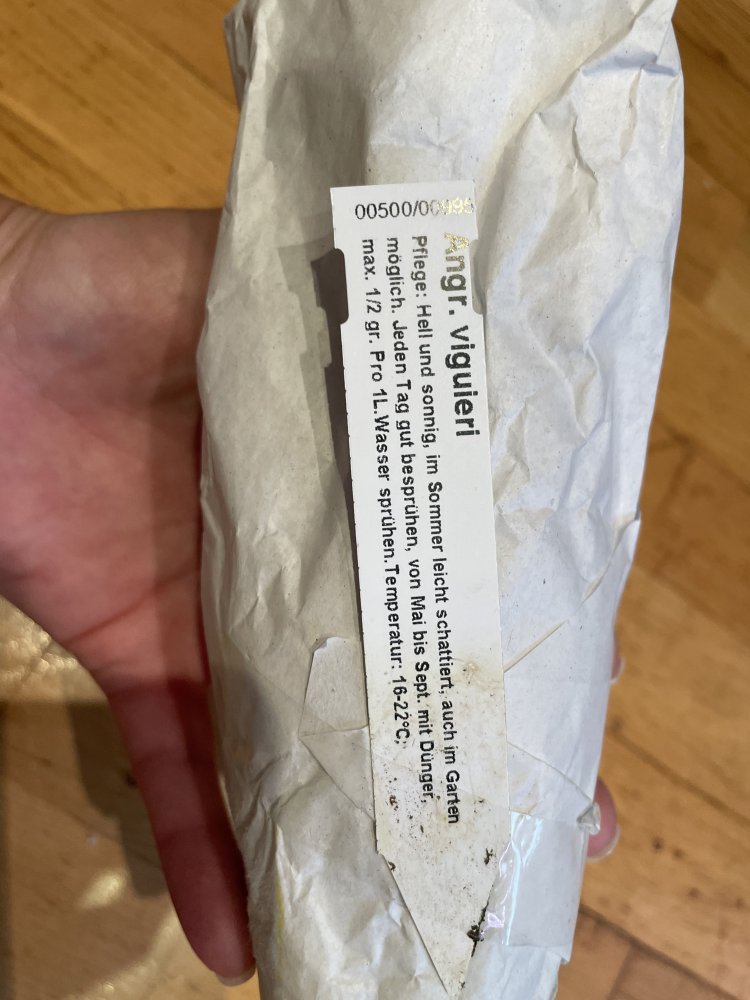 00500/00995
Angr. viguieri
Pflege: Hell und sonnig, im Sommer leicht schattiert, auch im Garten
möglich. Jeden Tag gut besprühen, von Mai bis Sept. mit Dünger,
max. 1/2 gr. Pro 1L.Wasser sprühen.Temperatur: 16-22°C;